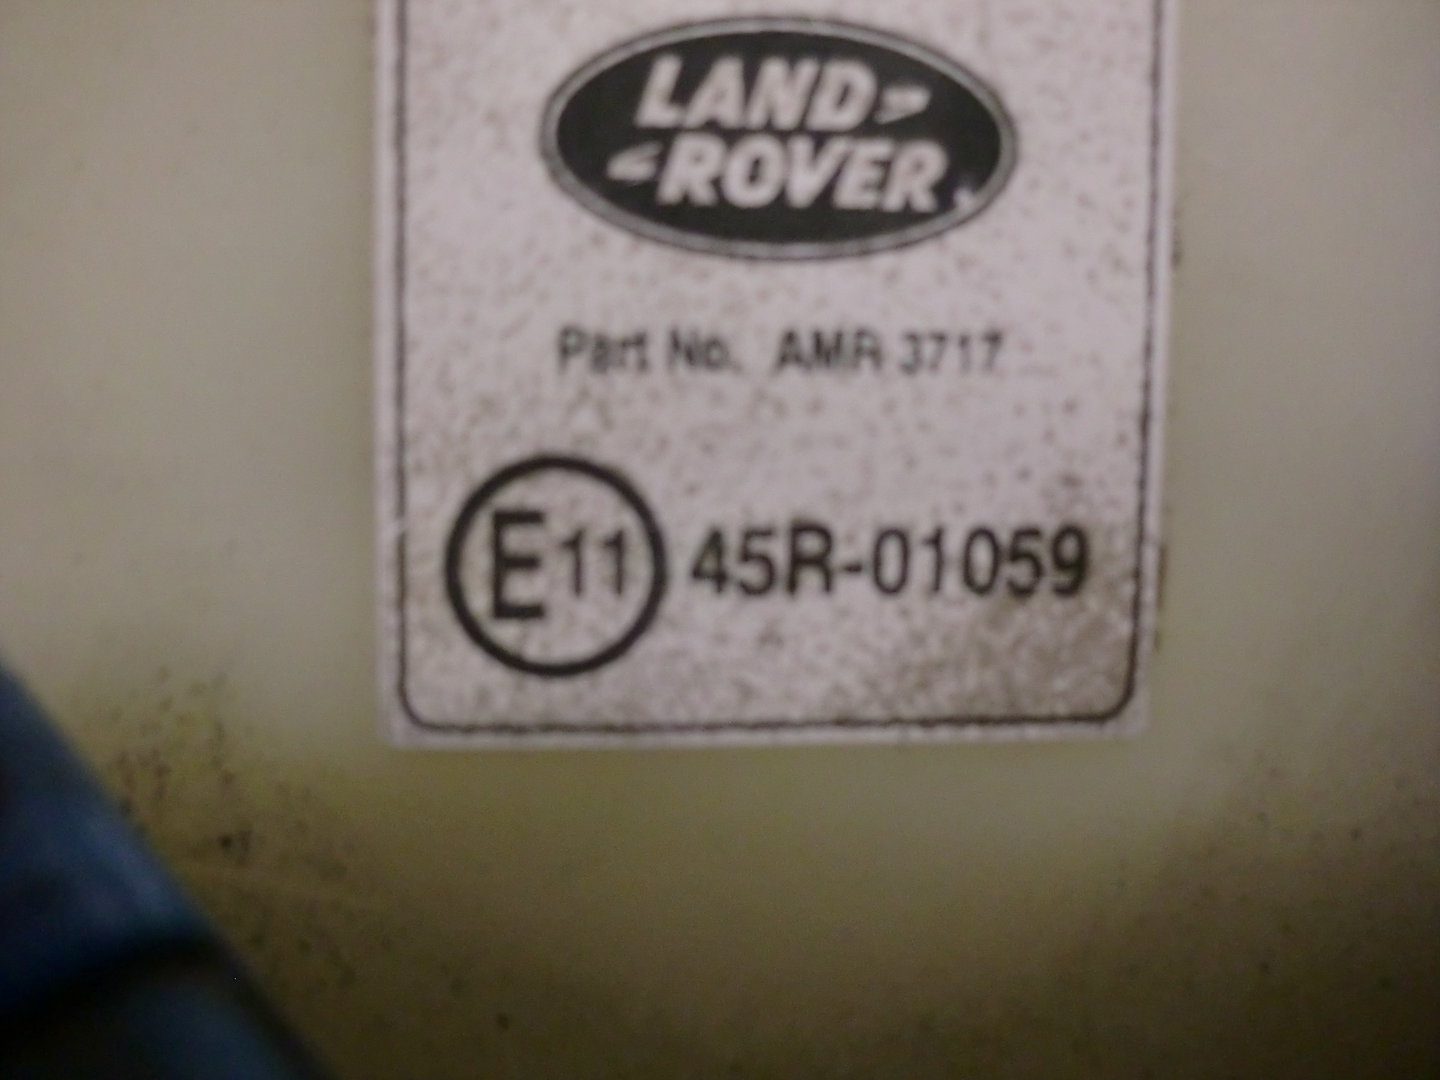 LAND
ROVER
Part No. AMR 3717
E11 45R-01059